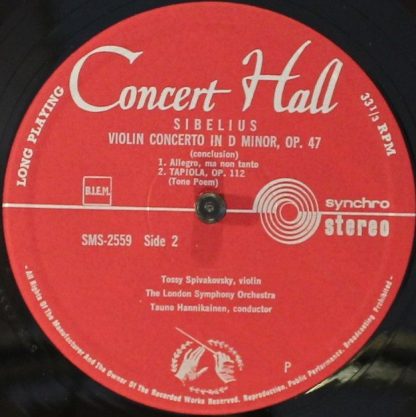 Concert Hall
LONG PLAYING
33 1/3 RPM
SIBELIUS
VIOLIN CONCERTO IN D MINOR, OP. 47
(conclusion)
1. Allegro, ma non tanto
2. TAPIOLA, OP. 112
(Tone Poem)
B.I.E.M.
synchro
stereo
SMS-2559 Side 2
Tossy Spivakovsky, violin
The London Symphony Orchestra
Tauno Hannikainen, conductor
P
- All Rights Of The Manufacturer And The Owner Of The Recorded Works Reserved. Reproduction, Public Performance, Broadcasting Prohibited -